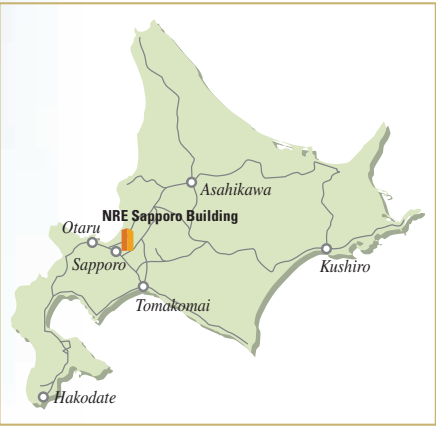 Asahikawa
NRE Sapporo Building
Otaru
Sapporo
Kushiro
Tomakomai
Hakodate